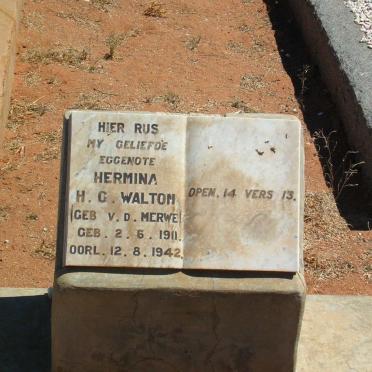 HIER RUS
MY GELIEFDE
EGGENOTE
HERMINA
H. C. WALTON
(GEB V. D. MERWE)
GEB. 2. 6. 1911.
OORL. 12. 8. 1942.
OPEN. 14 VERS 13.